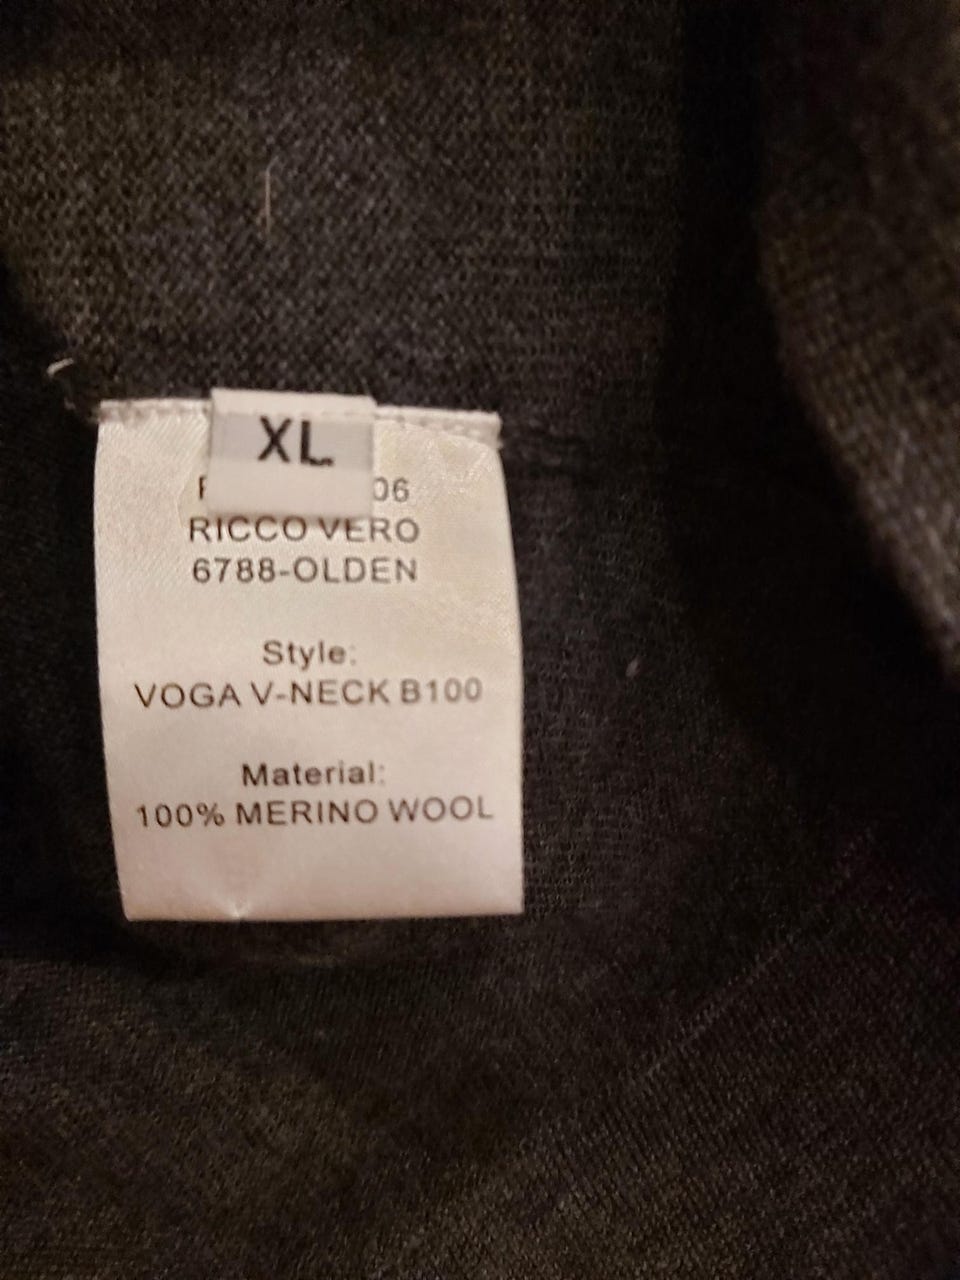 XL
06
RICCO VERO
6788-OLDEN
Style:
VOGA V-NECK B100
Material:
100% MERINO WOOL